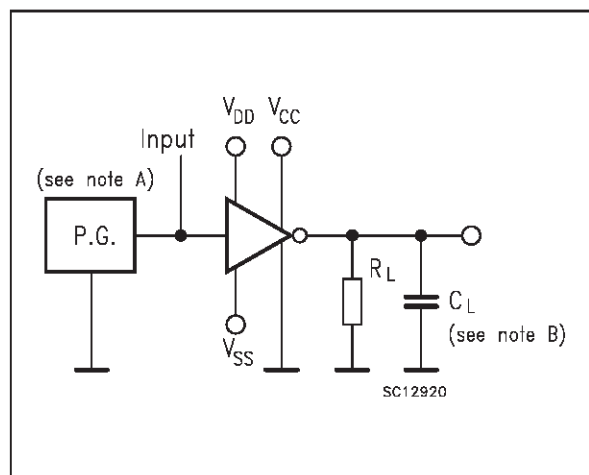 V_DD V_CC
Input
(see note A)
P.G.
R_L
C_L
V_SS
(see note B)
SC12920